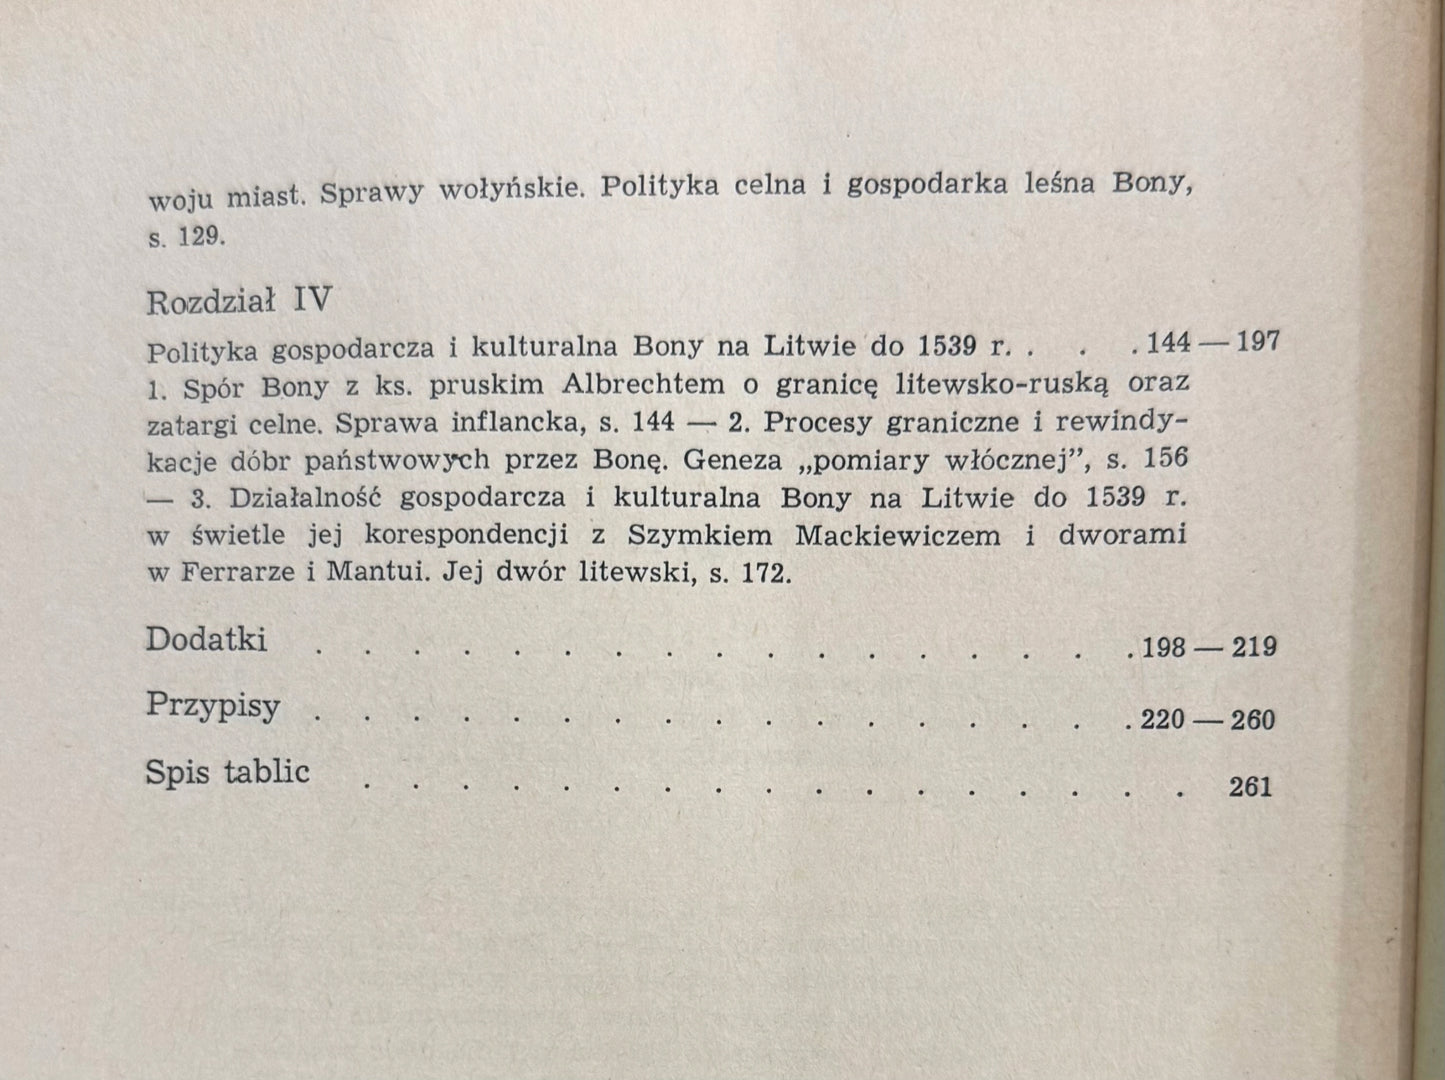 woju miast. Sprawy wołyńskie. Polityka celna i gospodarka leśna Bony,
s. 129.
Rozdział IV
Polityka gospodarcza i kulturalna Bony na Litwie do 1539 r. . . . 144 — 197
1. Spór Bony z ks. pruskim Albrechtem o granicę litewsko-ruską oraz
zatargi celne. Sprawa inflancka, s. 144 — 2. Procesy graniczne i rewindy-
kacje dóbr państwowych przez Bonę. Geneza „pomiary włócznej”, s. 156
— 3. Działalność gospodarcza i kulturalna Bony na Litwie do 1539 r.
w świetle jej korespondencji z Szymkiem Mackiewiczem i dworami
w Ferrarze i Mantui. Jej dwór litewski, s. 172.
Dodatki . . . . . . . . . . . . . . . . . 198 — 219
Przypisy . . . . . . . . . . . . . . . . . 220 — 260
Spis tablic . . . . . . . . . . . . . . . . . 261